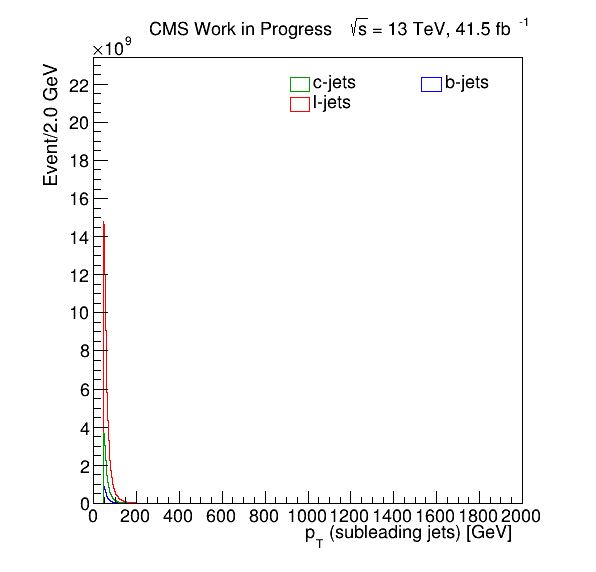 CMS Work in Progress √s = 13 TeV, 41.5 fb⁻¹
×10⁹
Event/2.0 GeV
22
20
18
16
14
12
10
8
6
4
2
0
c-jets b-jets
l-jets
0 200 400 600 800 1000 1200 1400 1600 1800 2000
p_T (subleading jets) [GeV]